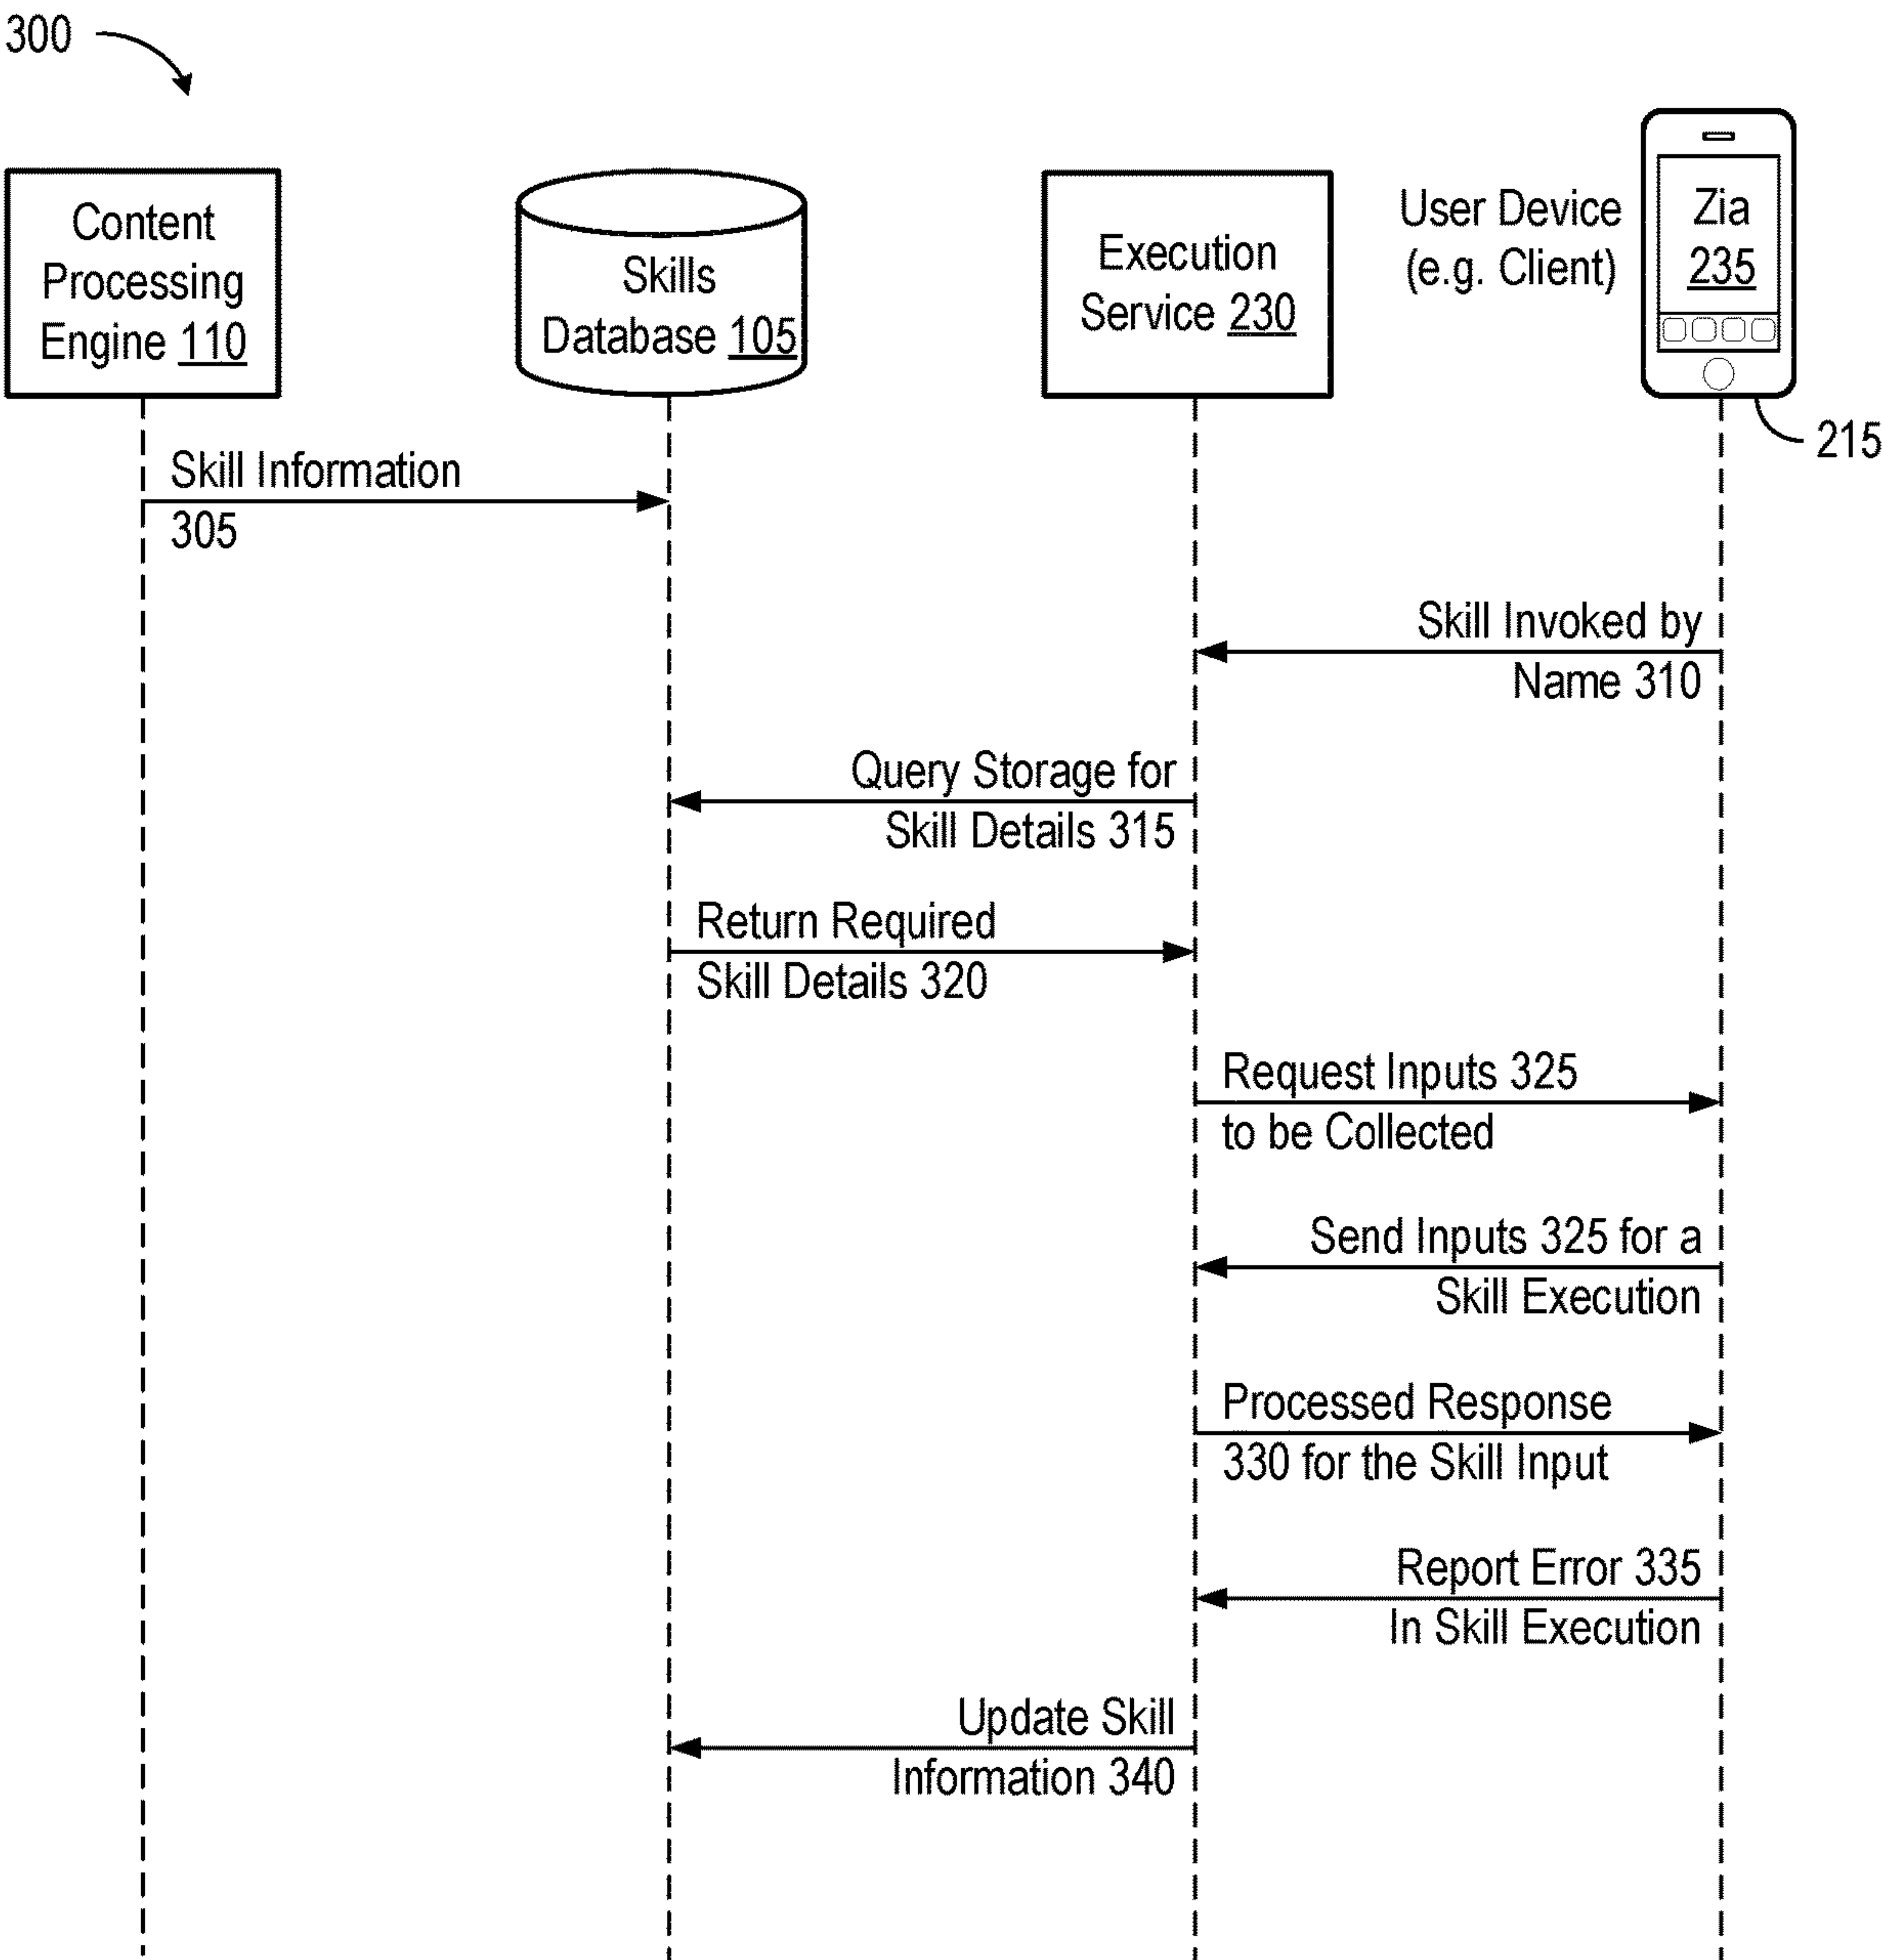 300
Content
Processing
Engine 110
Skills
Database 105
Execution
Service 230
User Device
(e.g. Client)
Zia
235
215
Skill Information
305
Skill Invoked by
Name 310
Query Storage for
Skill Details 315
Return Required
Skill Details 320
Request Inputs 325
to be Collected
Send Inputs 325 for a
Skill Execution
Processed Response
330 for the Skill Input
Report Error 335
In Skill Execution
Update Skill
Information 340